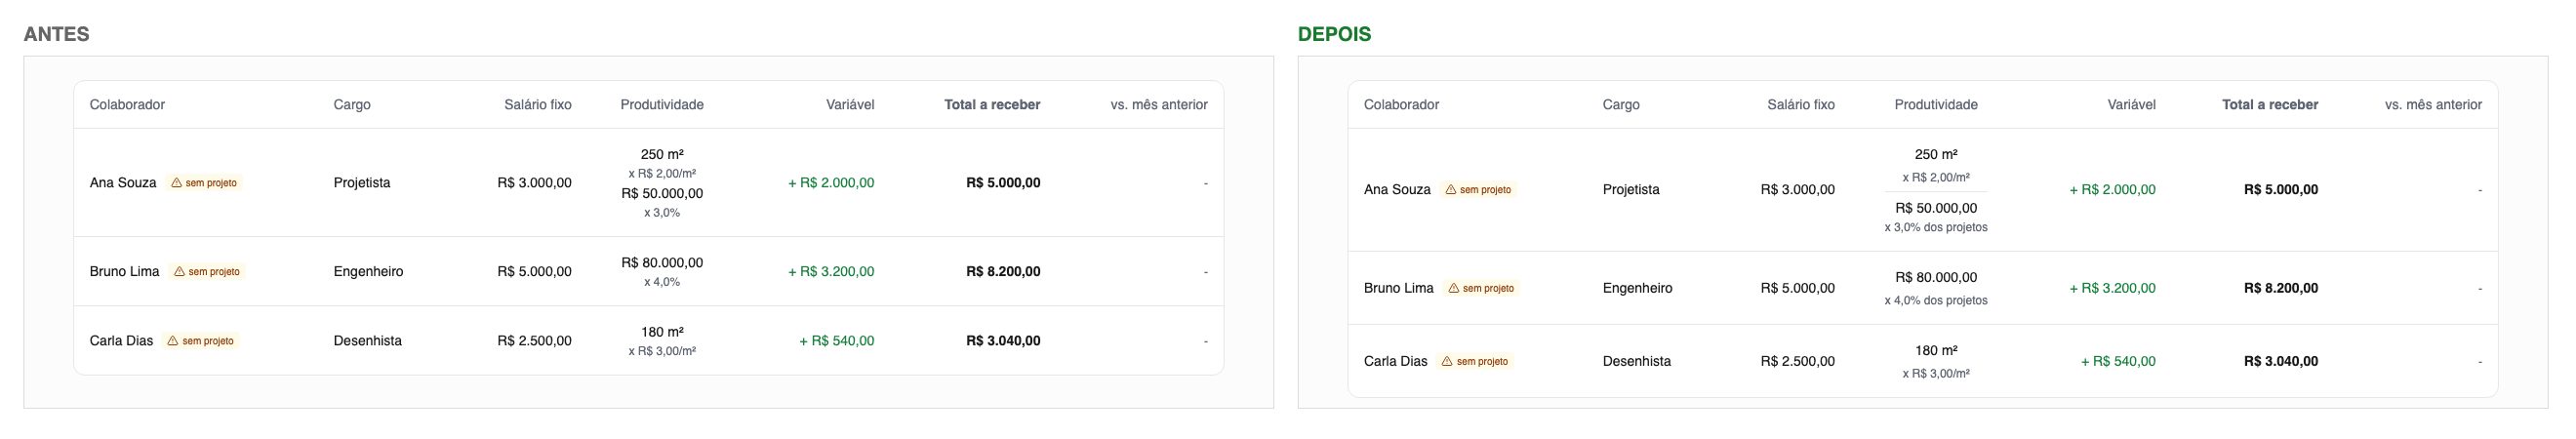 ANTES
Colaborador Cargo Salário fixo Produtividade Variável Total a receber vs. mês anterior
250 m²
x R$ 2,00/m²
Ana Souza sem projeto Projetista R$ 3.000,00 + R$ 2.000,00 R$ 5.000,00 -
R$ 50.000,00
x 3,0%
R$ 80.000,00
Bruno Lima sem projeto Engenheiro R$ 5.000,00 + R$ 3.200,00 R$ 8.200,00 -
x 4,0%
180 m²
Carla Dias sem projeto Desenhista R$ 2.500,00 + R$ 540,00 R$ 3.040,00 -
x R$ 3,00/m²
DEPOIS
Colaborador Cargo Salário fixo Produtividade Variável Total a receber vs. mês anterior
250 m²
x R$ 2,00/m²
Ana Souza sem projeto Projetista R$ 3.000,00 + R$ 2.000,00 R$ 5.000,00 -
R$ 50.000,00
x 3,0% dos projetos
R$ 80.000,00
Bruno Lima sem projeto Engenheiro R$ 5.000,00 + R$ 3.200,00 R$ 8.200,00 -
x 4,0% dos projetos
180 m²
Carla Dias sem projeto Desenhista R$ 2.500,00 + R$ 540,00 R$ 3.040,00 -
x R$ 3,00/m²